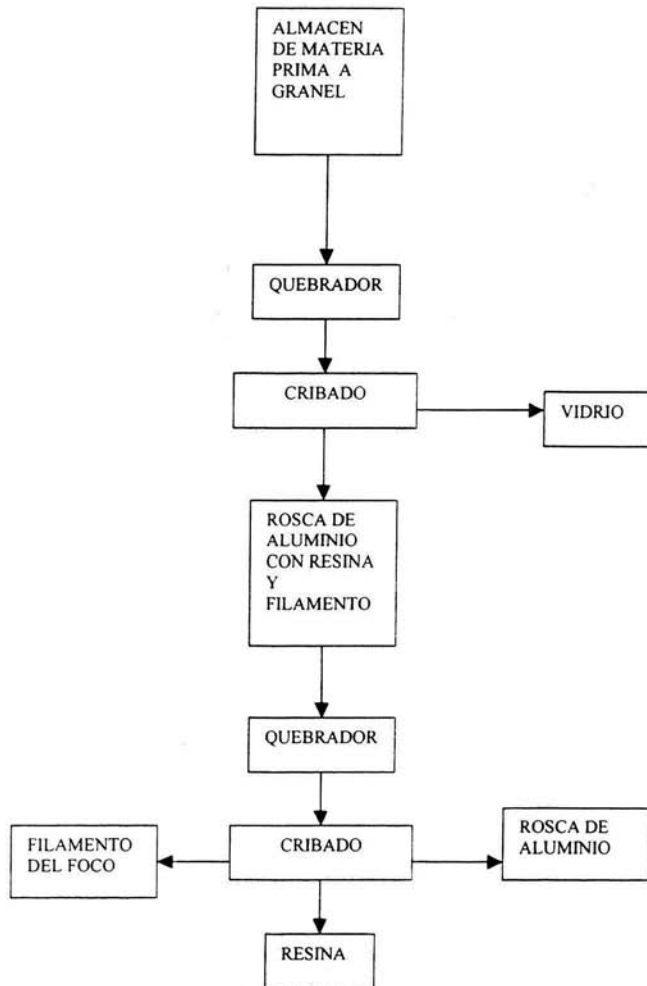 ALMACEN
DE MATERIA
PRIMA A
GRANEL
QUEBRADOR
CRIBADO
VIDRIO
ROSCA DE
ALUMINIO
CON RESINA
Y
FILAMENTO
QUEBRADOR
FILAMENTO
DEL FOCO
CRIBADO
ROSCA DE
ALUMINIO
RESINA